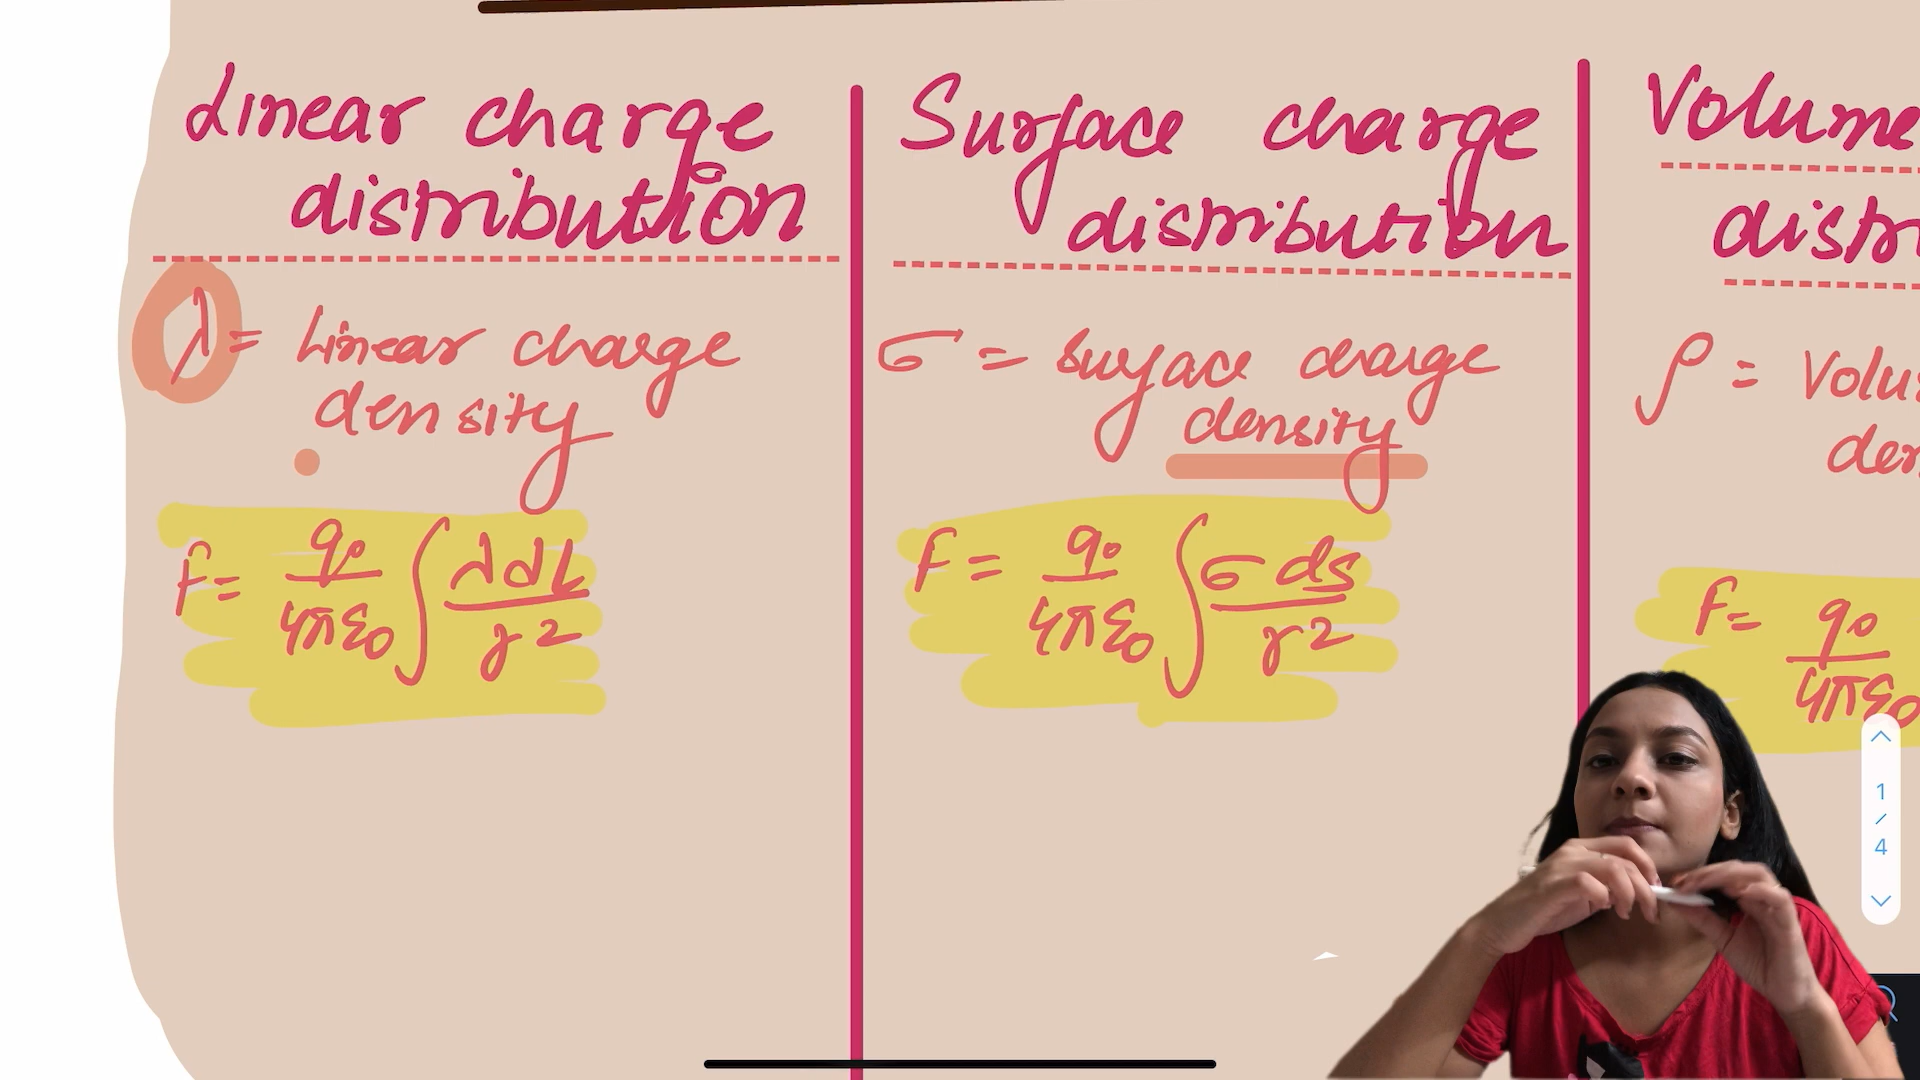 Linear charge
distribution
λ = Linear charge
density
F = q₀/4πε₀ ∫ λ dL/r²
Surface charge
distribution
σ = surface charge
density
F = q₀/4πε₀ ∫ σ ds/r²
Volume
distr
ρ = Volu
den
F = q₀/4πε₀
1
/
4